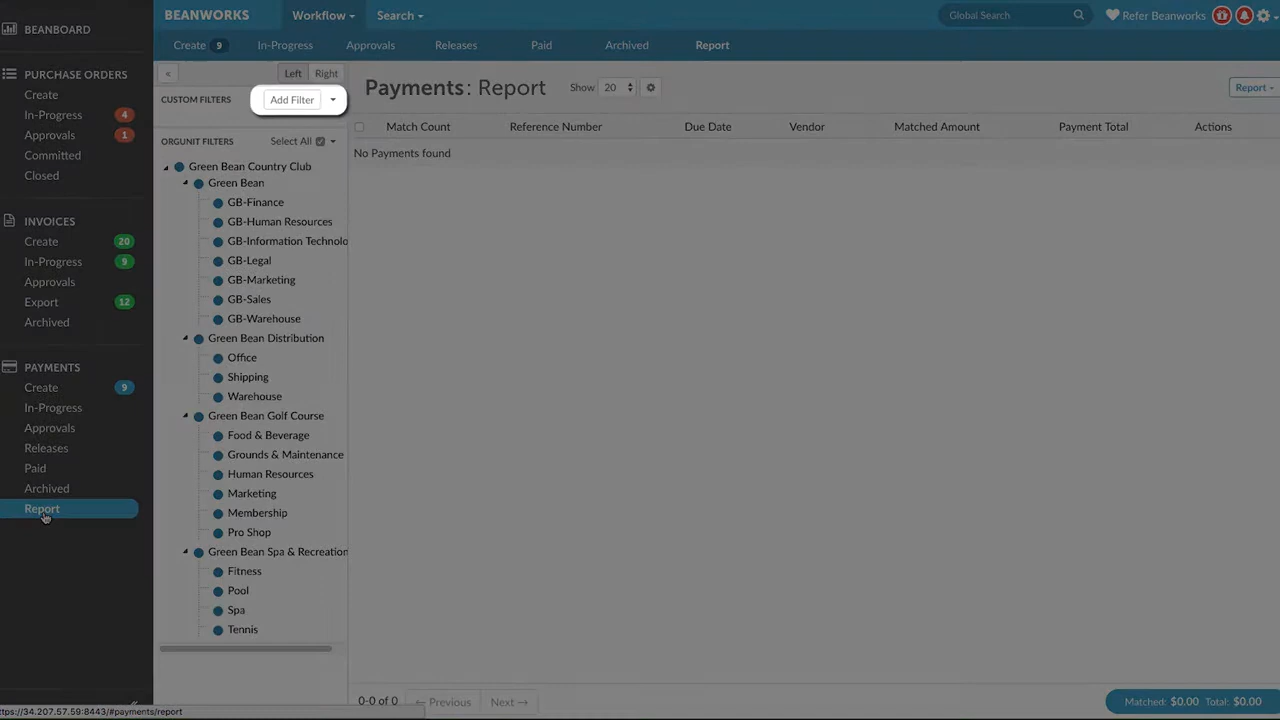 BEANBOARD
PURCHASE ORDERS
Create
In-Progress 4
Approvals 1
Committed
Closed
INVOICES
Create 20
In-Progress 9
Approvals
Export 12
Archived
PAYMENTS
Create 9
In-Progress
Approvals
Releases
Paid
Archived
Report
BEANWORKS Workflow Search Global Search Refer Beanworks
Create 9 In-Progress Approvals Releases Paid Archived Report
< Left Right
CUSTOM FILTERS Add Filter
ORGUNIT FILTERS Select All
Green Bean Country Club
Green Bean
GB-Finance
GB-Human Resources
GB-Information Technolo
GB-Legal
GB-Marketing
GB-Sales
GB-Warehouse
Green Bean Distribution
Office
Shipping
Warehouse
Green Bean Golf Course
Food & Beverage
Grounds & Maintenance
Human Resources
Marketing
Membership
Pro Shop
Green Bean Spa & Recreation
Fitness
Pool
Spa
Tennis
Payments: Report Show 20 Report
Match Count Reference Number Due Date Vendor Matched Amount Payment Total Actions
No Payments found
0-0 of 0 ← Previous Next → Matched: $0.00 Total: $0.00
ttps://34.207.57.59:8443/#payments/report